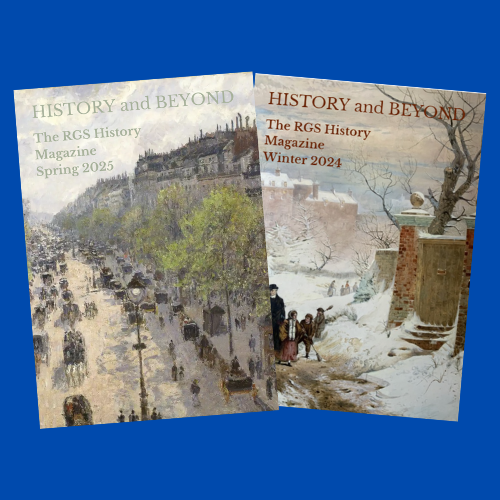 HISTORY and BEYOND
The RGS History
Magazine
Spring 2025
HISTORY and BEYOND
The RGS History
Magazine
Winter 2024